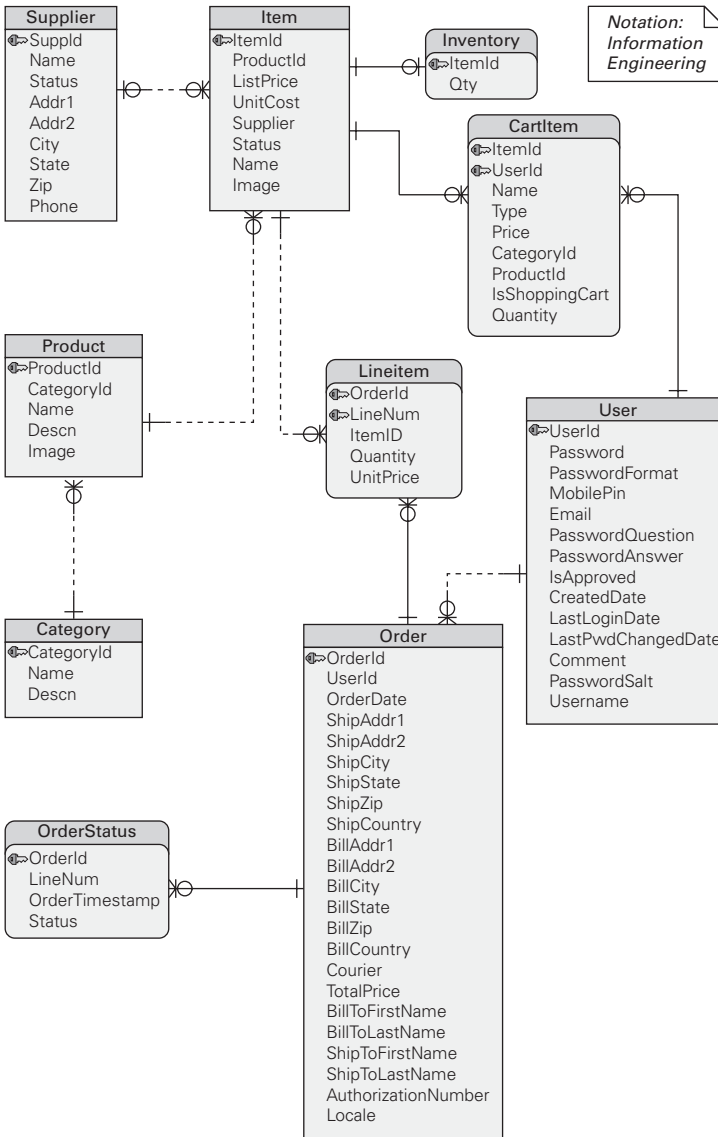 Supplier
SuppId
Name
Status
Addr1
Addr2
City
State
Zip
Phone
Item
ItemId
ProductId
ListPrice
UnitCost
Supplier
Status
Name
Image
Inventory
ItemId
Qty
Notation:
Information
Engineering
CartItem
ItemId
UserId
Name
Type
Price
CategoryId
ProductId
IsShoppingCart
Quantity
Product
ProductId
CategoryId
Name
Descn
Image
Lineitem
OrderId
LineNum
ItemID
Quantity
UnitPrice
User
UserId
Password
PasswordFormat
MobilePin
Email
PasswordQuestion
PasswordAnswer
IsApproved
CreatedDate
LastLoginDate
LastPwdChangedDate
Comment
PasswordSalt
Username
Category
CategoryId
Name
Descn
Order
OrderId
UserId
OrderDate
ShipAddr1
ShipAddr2
ShipCity
ShipState
ShipZip
ShipCountry
BillAddr1
BillAddr2
BillCity
BillState
BillZip
BillCountry
Courier
TotalPrice
BillToFirstName
BillToLastName
ShipToFirstName
ShipToLastName
AuthorizationNumber
Locale
OrderStatus
OrderId
LineNum
OrderTimestamp
Status